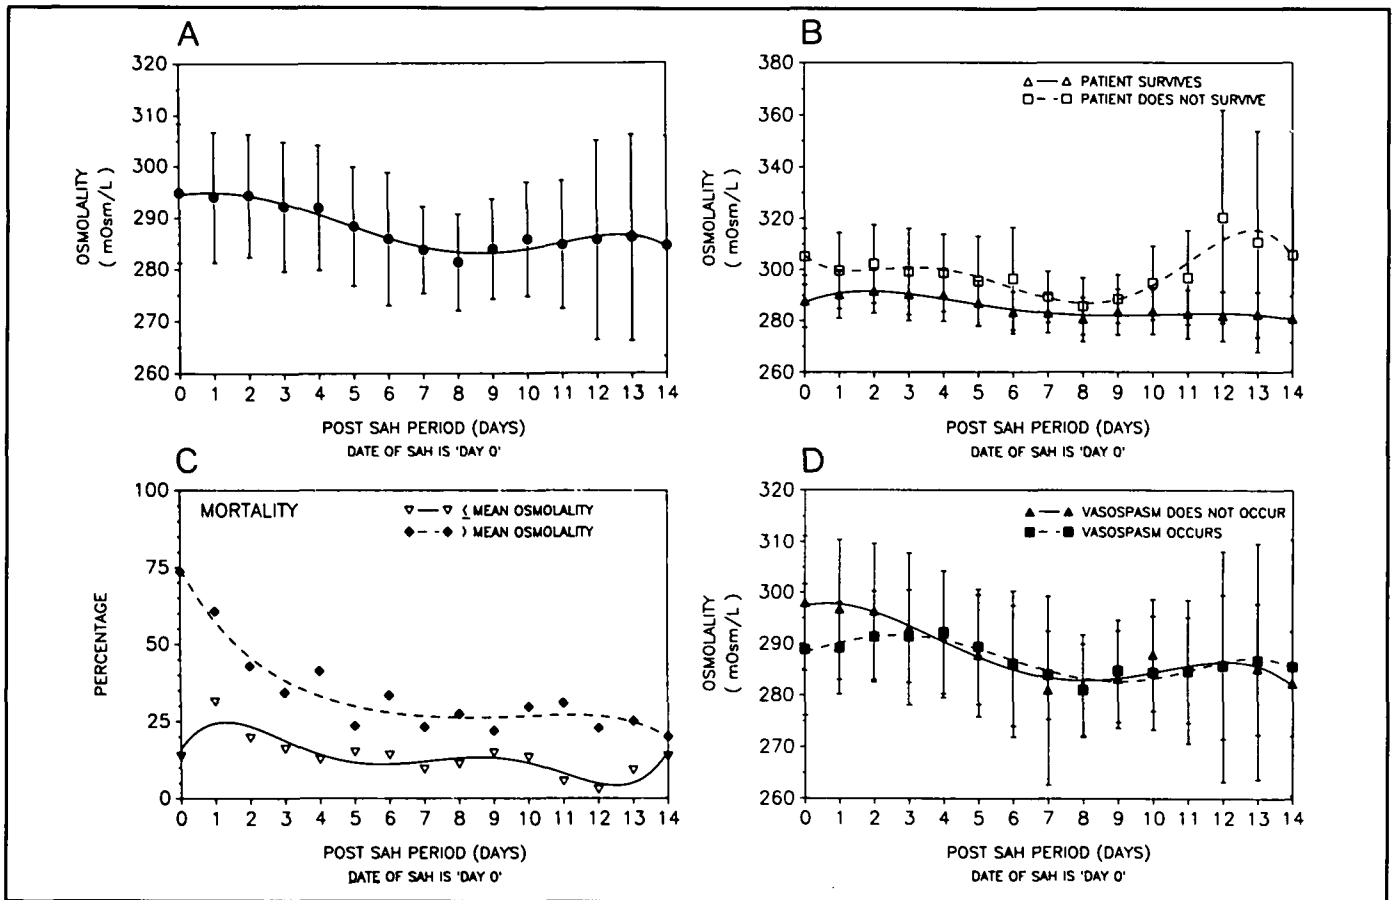 A
320
310
300
290
280
270
260
OSMOLALITY
( mOsm/L )
0 1 2 3 4 5 6 7 8 9 10 11 12 13 14
POST SAH PERIOD (DAYS)
DATE OF SAH IS 'DAY 0'
B
380
360
340
320
300
280
260
OSMOLALITY
( mOsm/L )
PATIENT SURVIVES
PATIENT DOES NOT SURVIVE
0 1 2 3 4 5 6 7 8 9 10 11 12 13 14
POST SAH PERIOD (DAYS)
DATE OF SAH IS 'DAY 0'
C
100
75
50
25
0
PERCENTAGE
MORTALITY
≤ MEAN OSMOLALITY
> MEAN OSMOLALITY
0 1 2 3 4 5 6 7 8 9 10 11 12 13 14
POST SAH PERIOD (DAYS)
DATE OF SAH IS 'DAY 0'
D
320
310
300
290
280
270
260
OSMOLALITY
( mOsm/L )
VASOSPASM DOES NOT OCCUR
VASOSPASM OCCURS
0 1 2 3 4 5 6 7 8 9 10 11 12 13 14
POST SAH PERIOD (DAYS)
DATE OF SAH IS 'DAY 0'